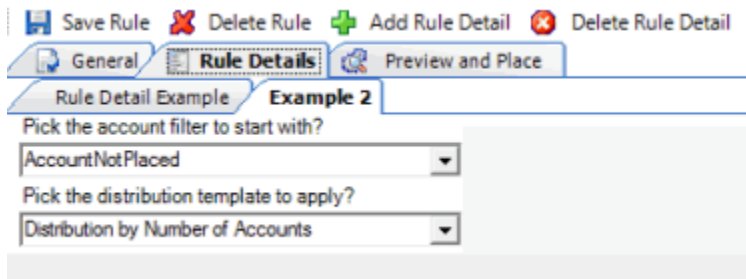 Save Rule Delete Rule Add Rule Detail Delete Rule Detail
General Rule Details Preview and Place
Rule Detail Example Example 2
Pick the account filter to start with?
AccountNotPlaced
Pick the distribution template to apply?
Distribution by Number of Accounts